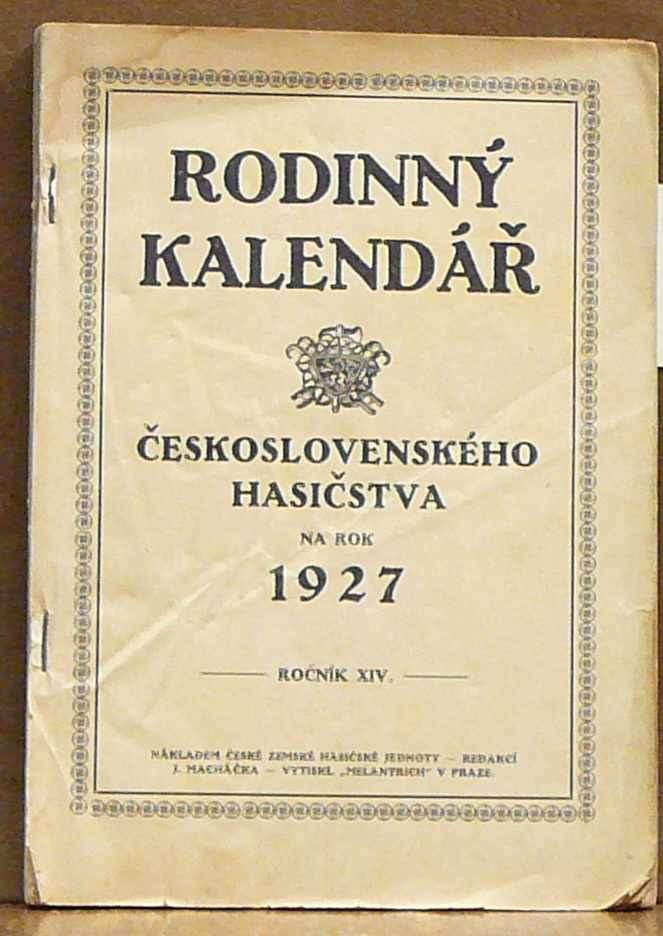 RODINNÝ
KALENDÁŘ
ČESKOSLOVENSKÉHO
HASIČSTVA
NA ROK
1927
ROČNÍK XIV.
NÁKLADEM ČESKÉ ZEMSKÉ HASIČSKÉ JEDNOTY — REDAKCÍ
J. MACHÁČKA — VYTISKL „MELANTRICH“ V PRAZE.